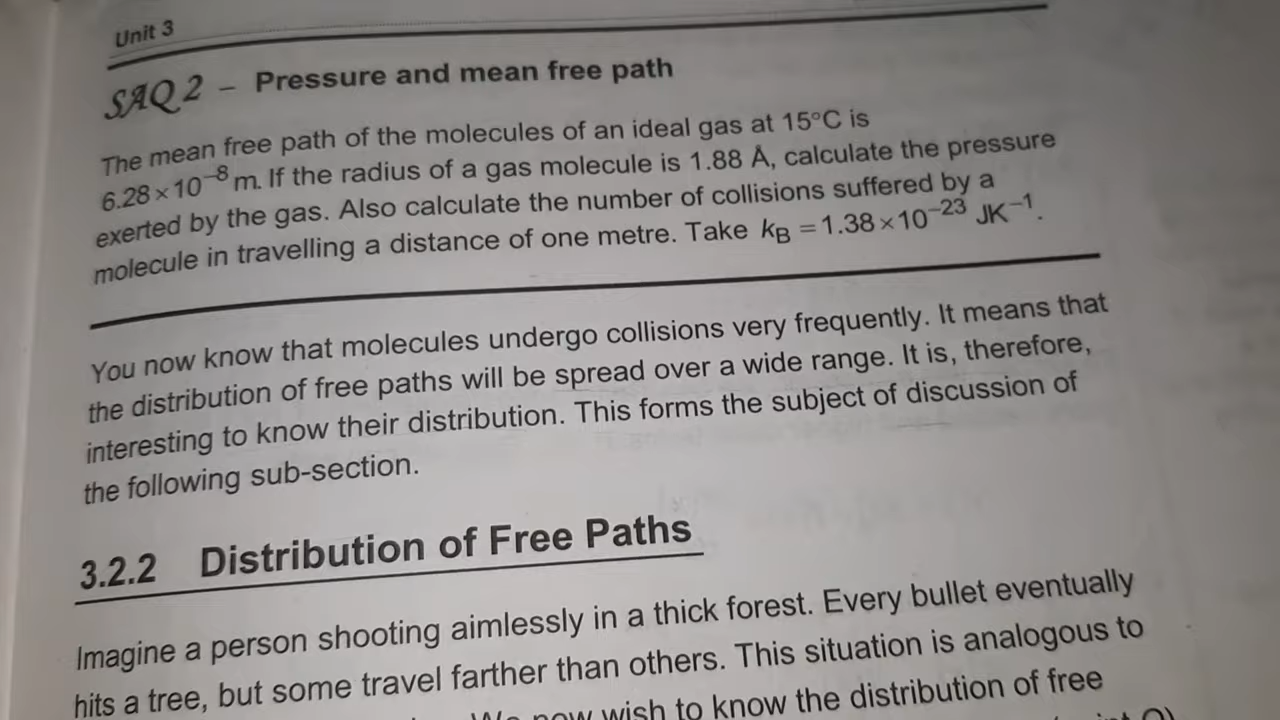 Unit 3
SAQ 2 – Pressure and mean free path
The mean free path of the molecules of an ideal gas at 15°C is
6.28 × 10⁻⁸ m. If the radius of a gas molecule is 1.88 Å, calculate the pressure
exerted by the gas. Also calculate the number of collisions suffered by a
molecule in travelling a distance of one metre. Take k_B = 1.38 × 10⁻²³ JK⁻¹.
You now know that molecules undergo collisions very frequently. It means that
the distribution of free paths will be spread over a wide range. It is, therefore,
interesting to know their distribution. This forms the subject of discussion of
the following sub-section.
3.2.2 Distribution of Free Paths
Imagine a person shooting aimlessly in a thick forest. Every bullet eventually
hits a tree, but some travel farther than others. This situation is analogous to
We now wish to know the distribution of free